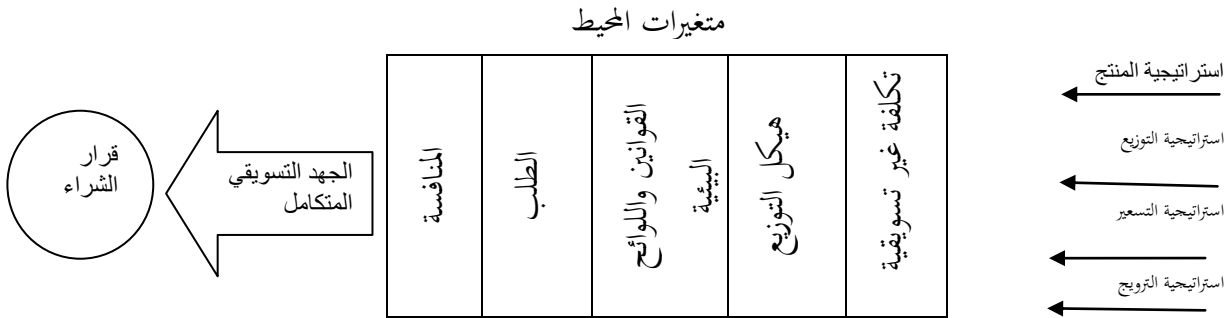 متغيرات المحيط
استراتيجية المنتج
استراتيجية التوزيع
استراتيجية التسعير
استراتيجية الترويج
تكلفة غير تسويقية
هيكل التوزيع
القوانين واللوائح
البيئية
الطلب
المنافسة
الجهد التسويقي
المتكامل
قرار
الشراء